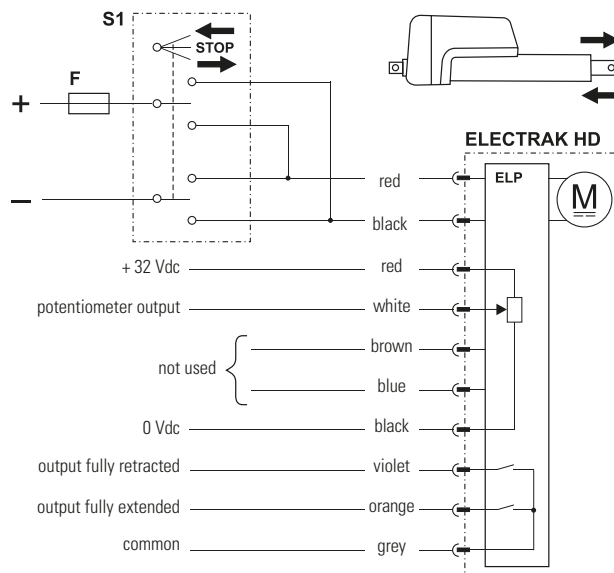 S1
STOP
F
+
−
ELECTRAK HD
ELP
M
red
black
+ 32 Vdc red
potentiometer output white
not used
brown
blue
0 Vdc black
output fully retracted violet
output fully extended orange
common grey